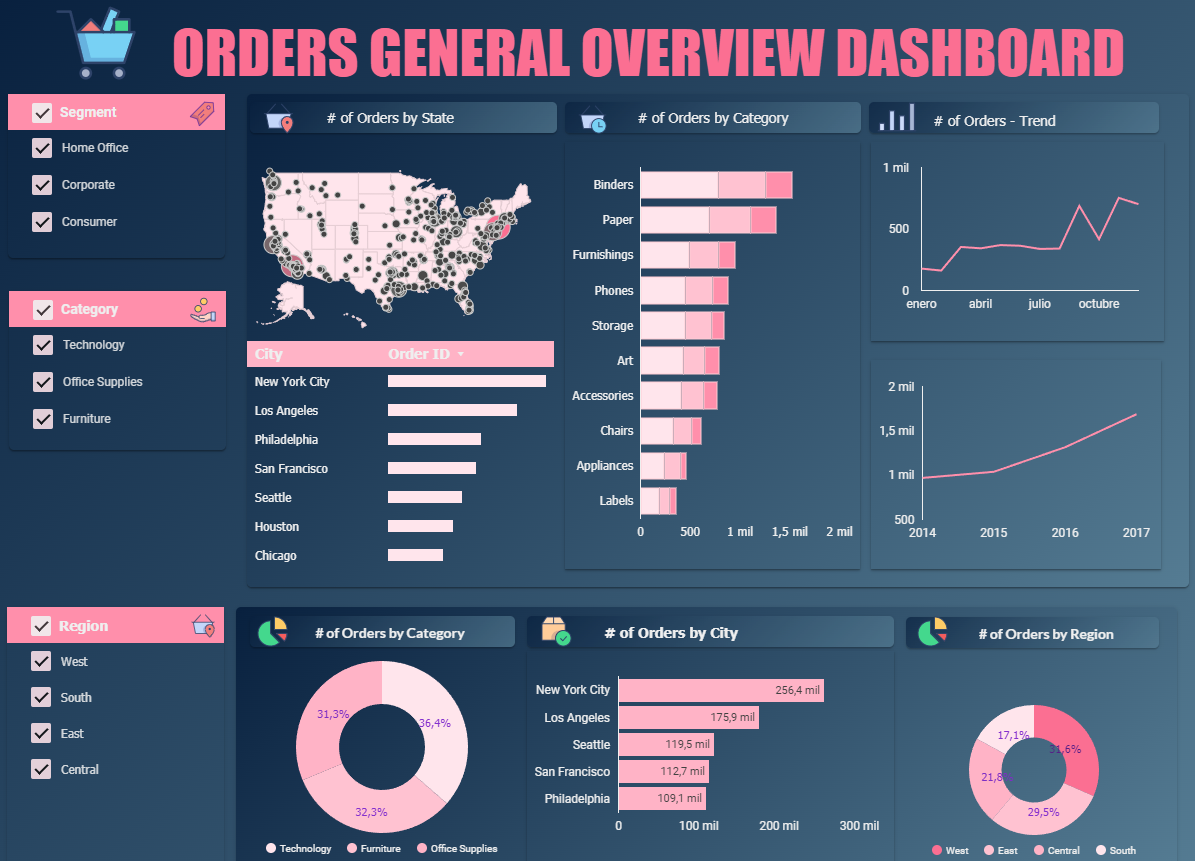 ORDERS GENERAL OVERVIEW DASHBOARD
Segment
Home Office
Corporate
Consumer
Category
Technology
Office Supplies
Furniture
# of Orders by State
City Order ID
New York City
Los Angeles
Philadelphia
San Francisco
Seattle
Houston
Chicago
# of Orders by Category
Binders
Paper
Furnishings
Phones
Storage
Art
Accessories
Chairs
Appliances
Labels
0 500 1 mil 1,5 mil 2 mil
# of Orders - Trend
1 mil
500
0
enero abril julio octubre
2 mil
1,5 mil
1 mil
500
2014 2015 2016 2017
Region
West
South
East
Central
# of Orders by Category
36,4%
31,3%
32,3%
Technology Furniture Office Supplies
# of Orders by City
New York City 256,4 mil
Los Angeles 175,9 mil
Seattle 119,5 mil
San Francisco 112,7 mil
Philadelphia 109,1 mil
0 100 mil 200 mil 300 mil
# of Orders by Region
17,1%
31,6%
21,8%
29,5%
West East Central South